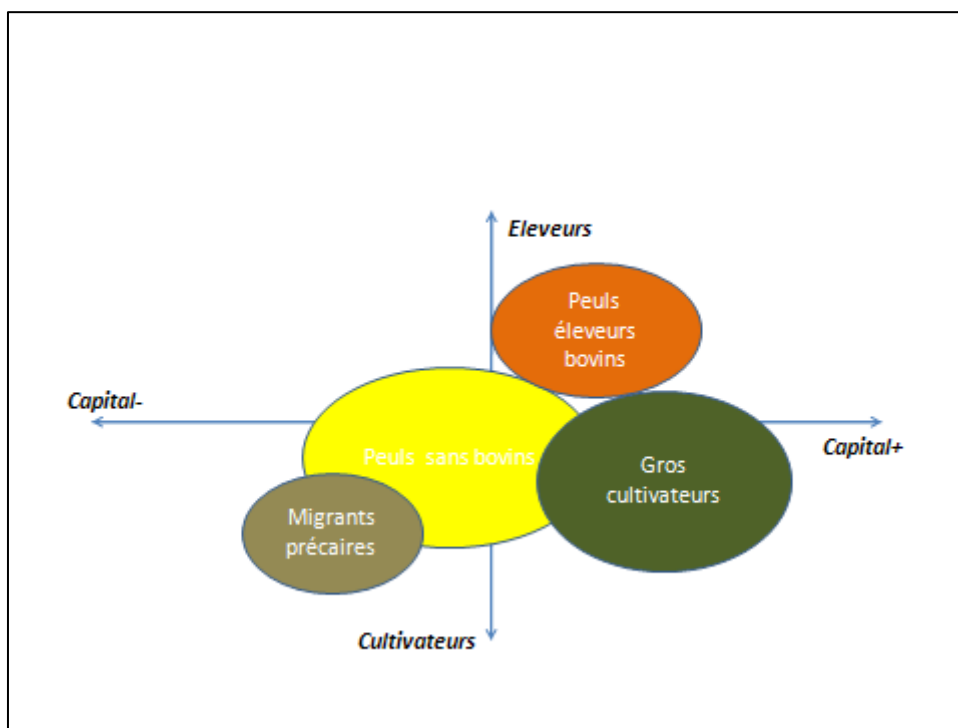 Eleveurs
Peuls
éleveurs
bovins
Capital-
Capital+
Peuls  sans bovins
Gros
cultivateurs
Migrants
précaires
Cultivateurs